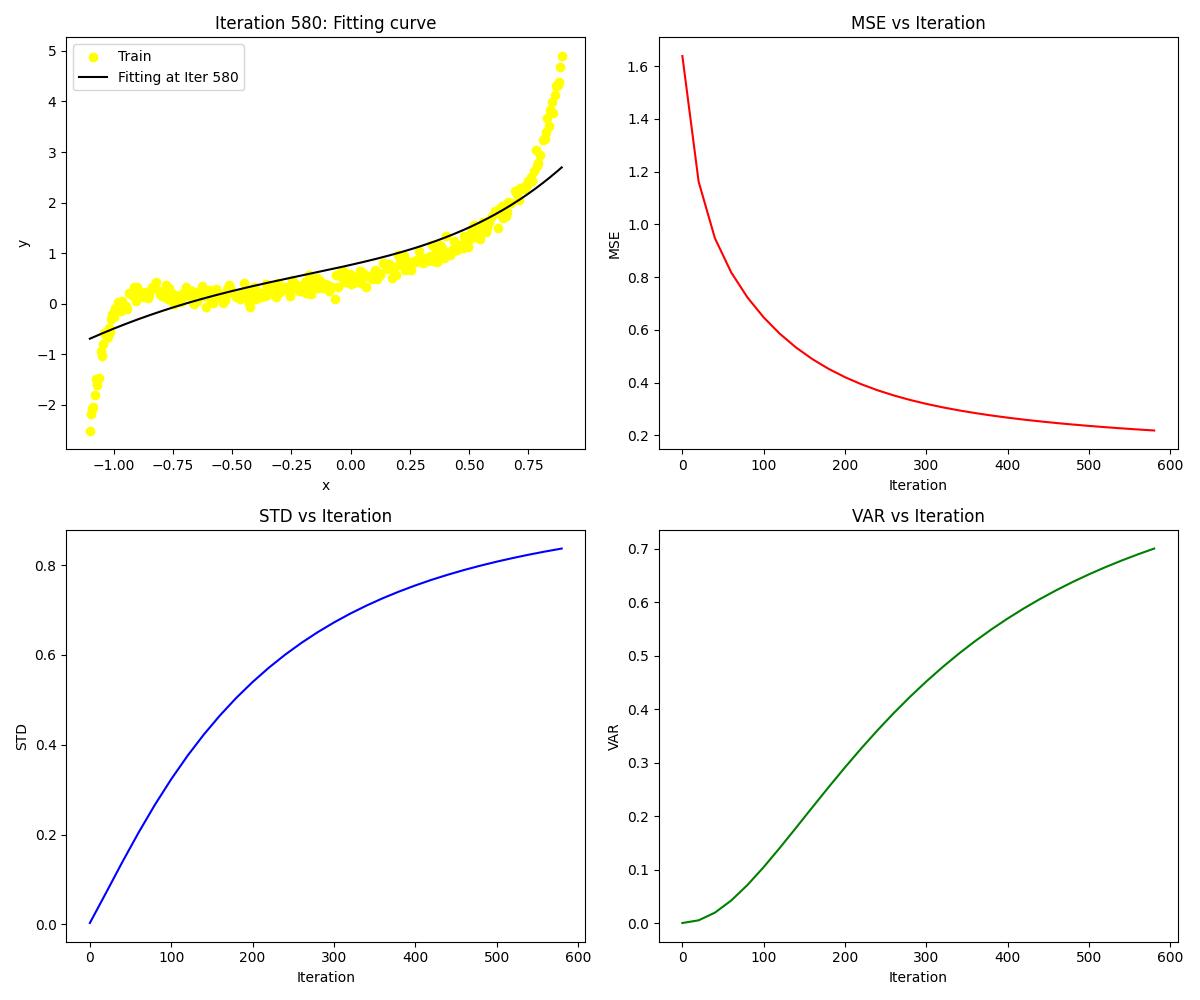 Iteration 580: Fitting curve
Train
Fitting at Iter 580
5
4
3
2
1
0
−1
−2
y
−1.00 −0.75 −0.50 −0.25 0.00 0.25 0.50 0.75
x
MSE vs Iteration
1.6
1.4
1.2
1.0
0.8
0.6
0.4
0.2
MSE
0 100 200 300 400 500 600
Iteration
STD vs Iteration
0.8
0.6
0.4
0.2
0.0
STD
0 100 200 300 400 500 600
Iteration
VAR vs Iteration
0.7
0.6
0.5
0.4
0.3
0.2
0.1
0.0
VAR
0 100 200 300 400 500 600
Iteration